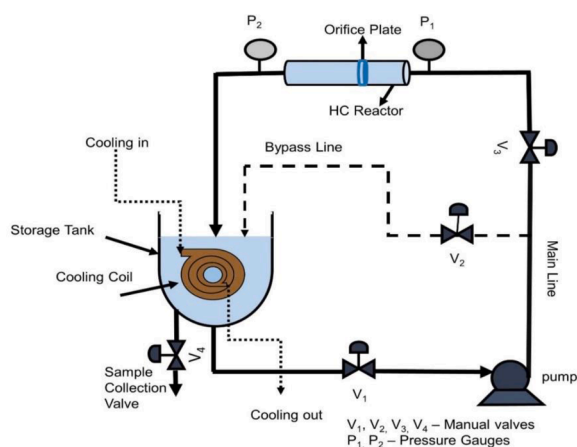 P2
Orifice Plate
P1
HC Reactor
Cooling in
Bypass Line
V3
Storage Tank
V2
Main Line
Cooling Coil
V4
Sample
Collection
Valve
pump
V1
Cooling out
V1, V2, V3, V4 – Manual valves
P1, P2 – Pressure Gauges